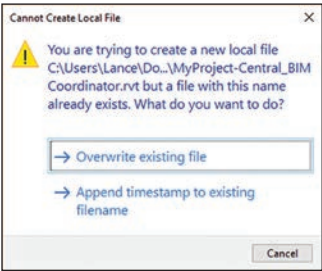 Cannot Create Local File
You are trying to create a new local file
C:\Users\Lance\Do...\MyProject-Central_BIM
Coordinator.rvt but a file with this name
already exists. What do you want to do?
→ Overwrite existing file
→ Append timestamp to existing
filename
Cancel